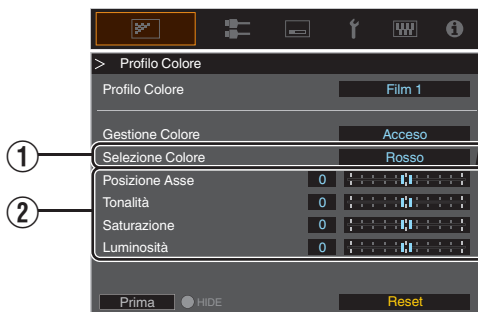 > Profilo Colore
Profilo Colore Film 1
Gestione Colore Acceso
① Selezione Colore Rosso
② Posizione Asse 0
Tonalità 0
Saturazione 0
Luminosità 0
Prima HIDE Reset